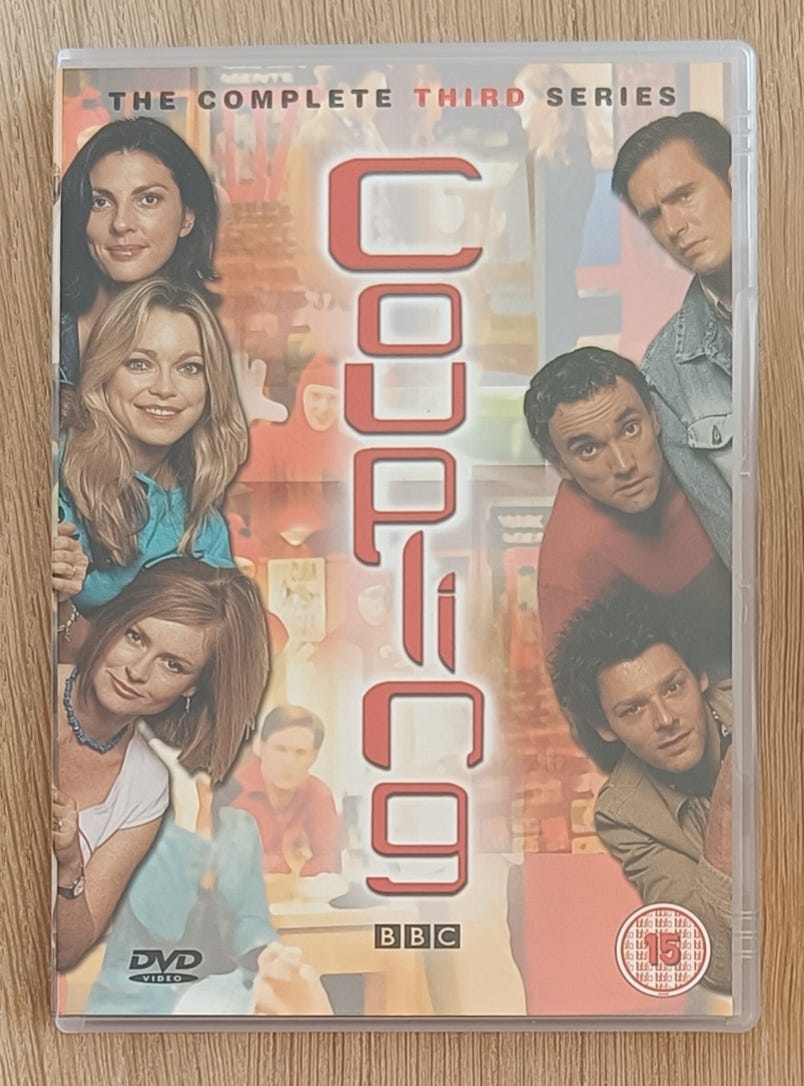 THE COMPLETE THIRD SERIES
Coupling
BBC
DVD
VIDEO
15